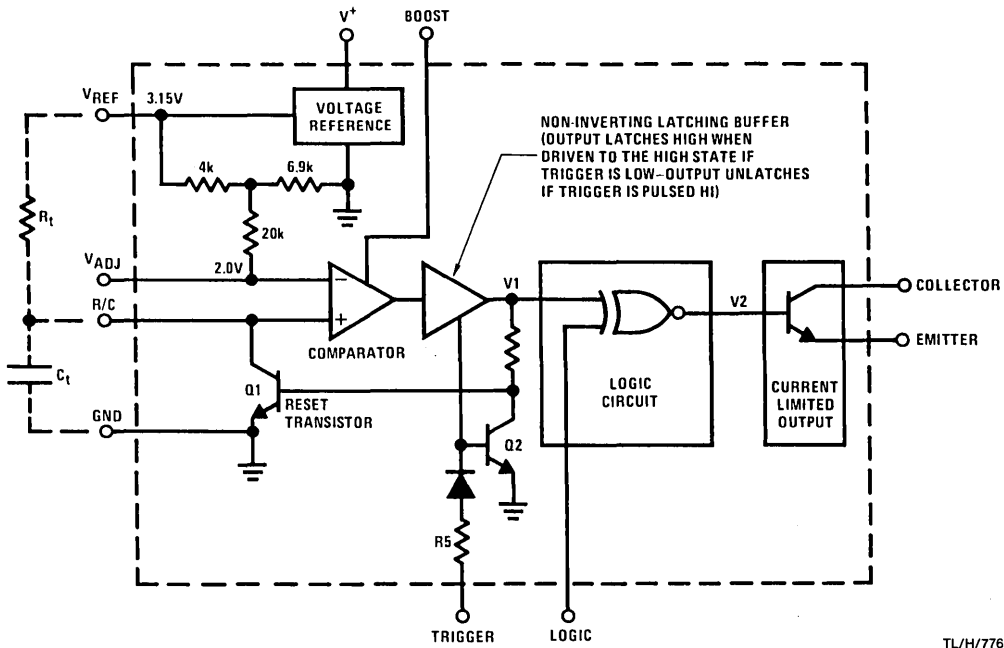 V+
BOOST
VREF
3.15V
VOLTAGE
REFERENCE
NON-INVERTING LATCHING BUFFER
(OUTPUT LATCHES HIGH WHEN
DRIVEN TO THE HIGH STATE IF
TRIGGER IS LOW–OUTPUT UNLATCHES
IF TRIGGER IS PULSED HI)
4k
6.9k
Rt
20k
VADJ
2.0V
−
R/C
+
COMPARATOR
V1
V2
COLLECTOR
EMITTER
Ct
Q1
RESET
TRANSISTOR
LOGIC
CIRCUIT
CURRENT
LIMITED
OUTPUT
GND
Q2
R5
TRIGGER
LOGIC
TL/H/776